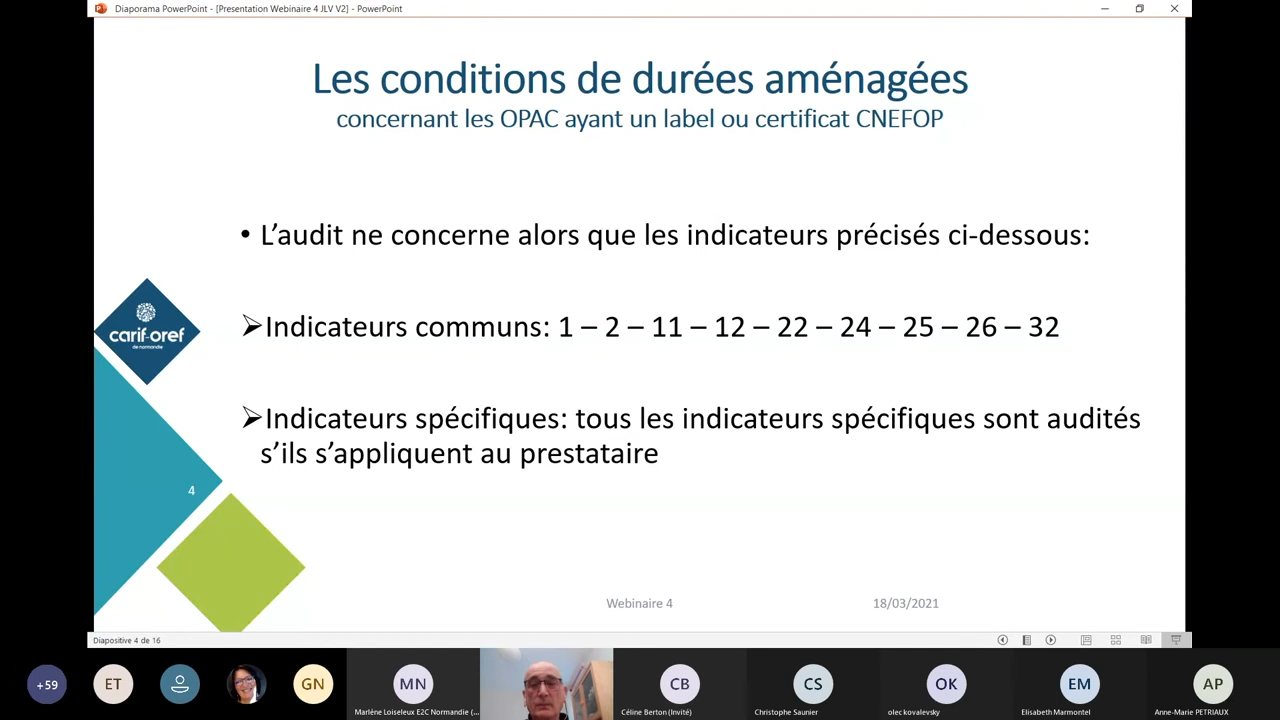 Diaporama PowerPoint - [Presentation Webinaire 4 JLV V2] - PowerPoint
Les conditions de durées aménagées
concernant les OPAC ayant un label ou certificat CNEFOP
• L'audit ne concerne alors que les indicateurs précisés ci-dessous:
➢Indicateurs communs: 1 – 2 – 11 – 12 – 22 – 24 – 25 – 26 – 32
carif-oref
de normandie
➢Indicateurs spécifiques: tous les indicateurs spécifiques sont audités
s'ils s'appliquent au prestataire
4
Webinaire 4
18/03/2021
Diapositive 4 de 16
+59
ET
GN
MN
CB
CS
OK
EM
AP
Marlène Loiseleux E2C Normandie (...
Céline Berton (Invité)
Christophe Saunier
olec kovalevsky
Elisabeth Marmontel
Anne-Marie PETRIAUX